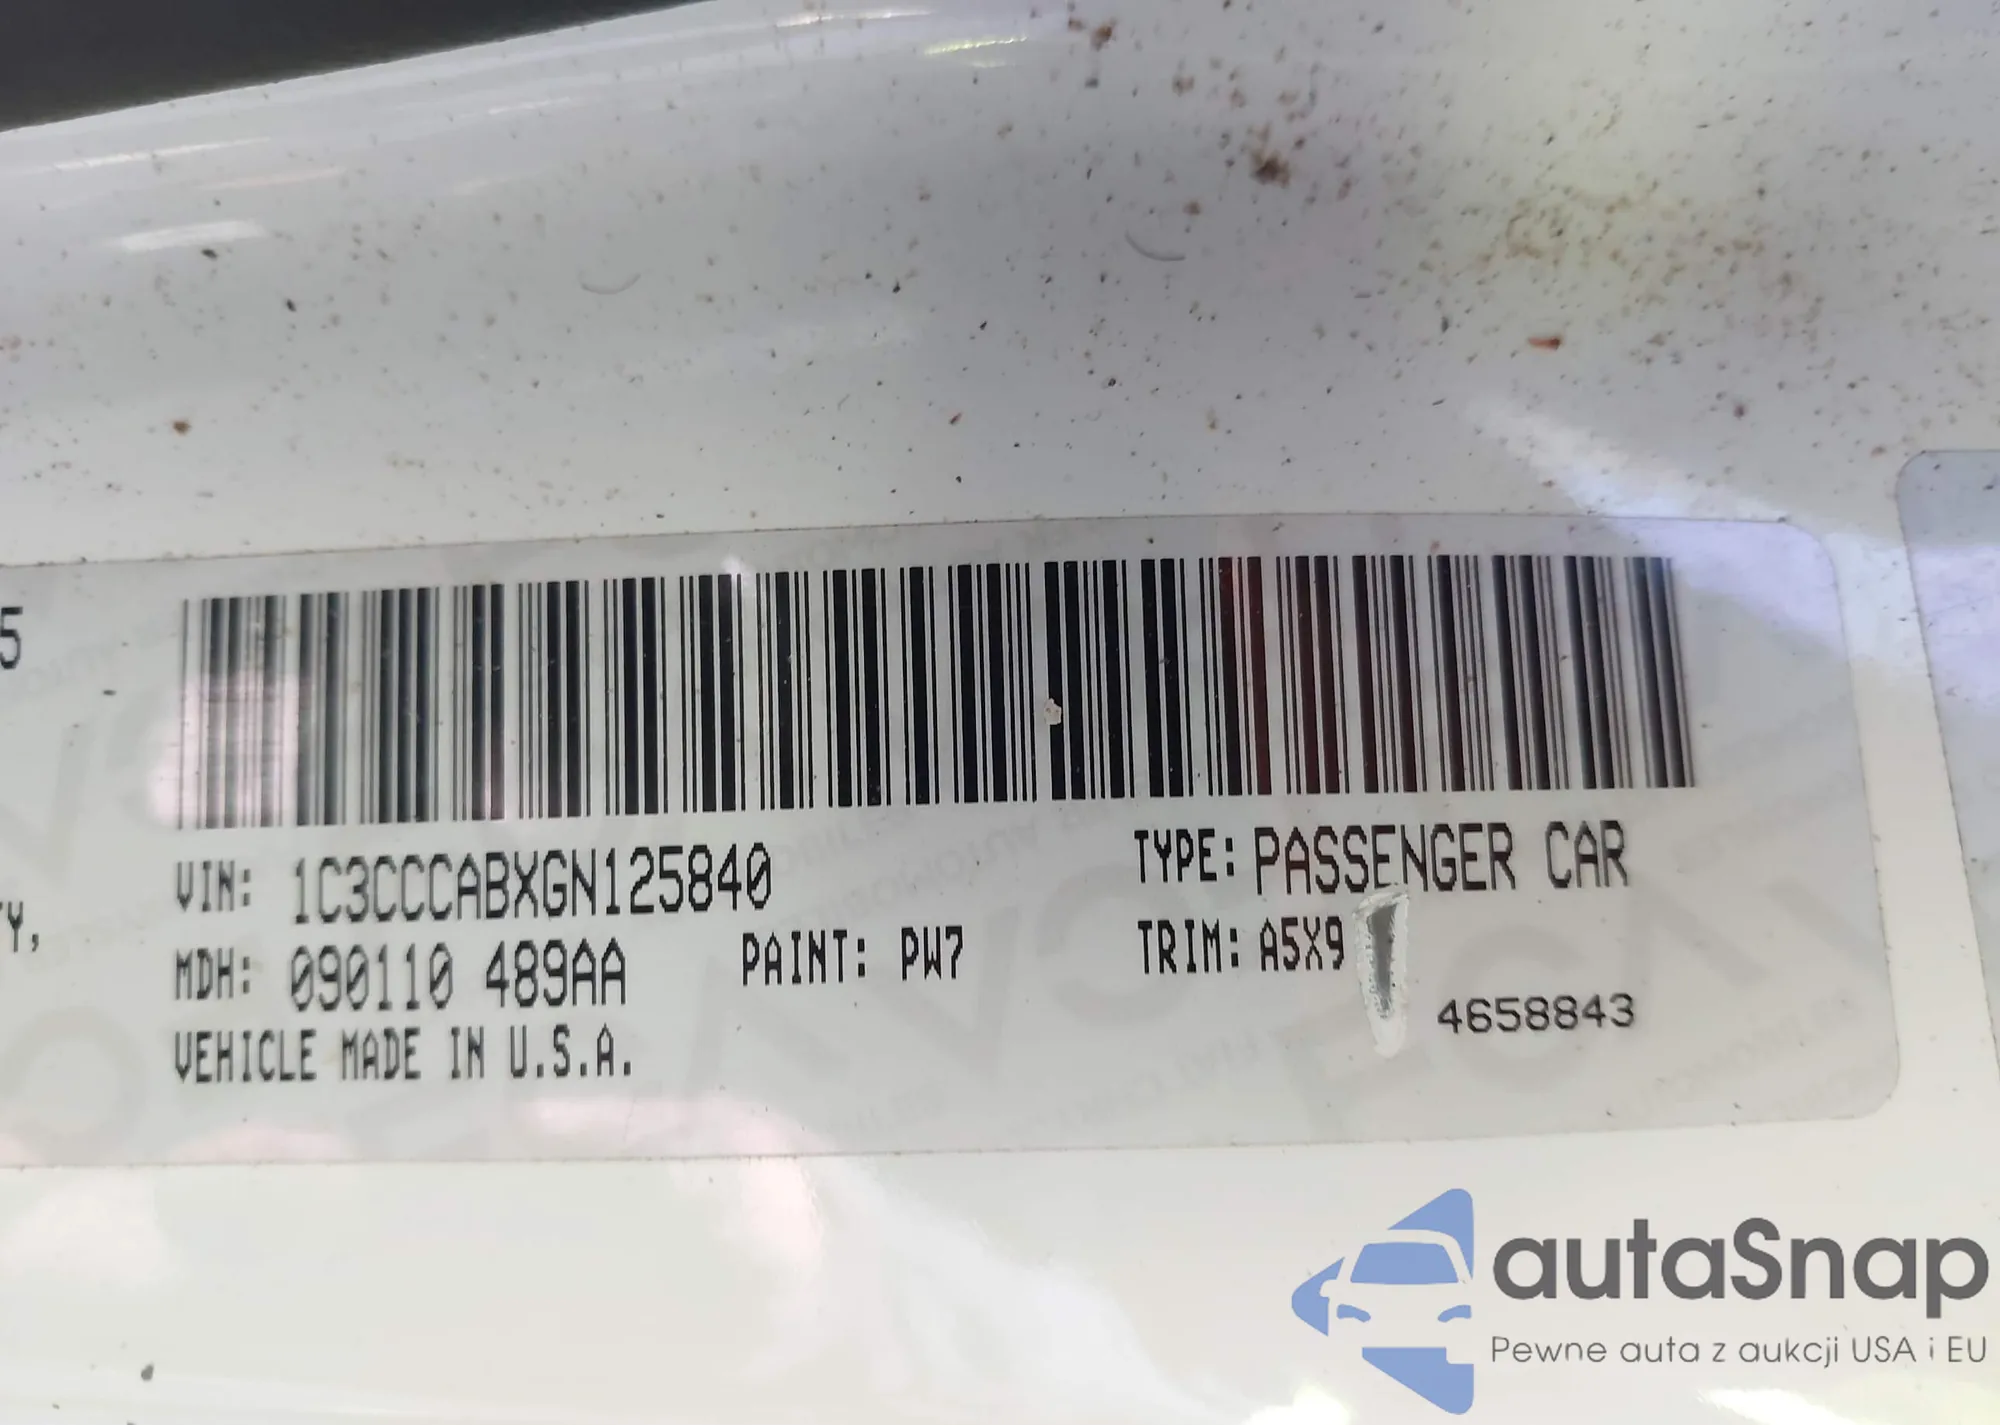 5
Y,
VIN: 1C3CCCABXGN125840
TYPE: PASSENGER CAR
MDH: 090110 489AA
PAINT: PW7
TRIM: A5X9
4658843
VEHICLE MADE IN U.S.A.
autaSnap
Pewne auta z aukcji USA i EU